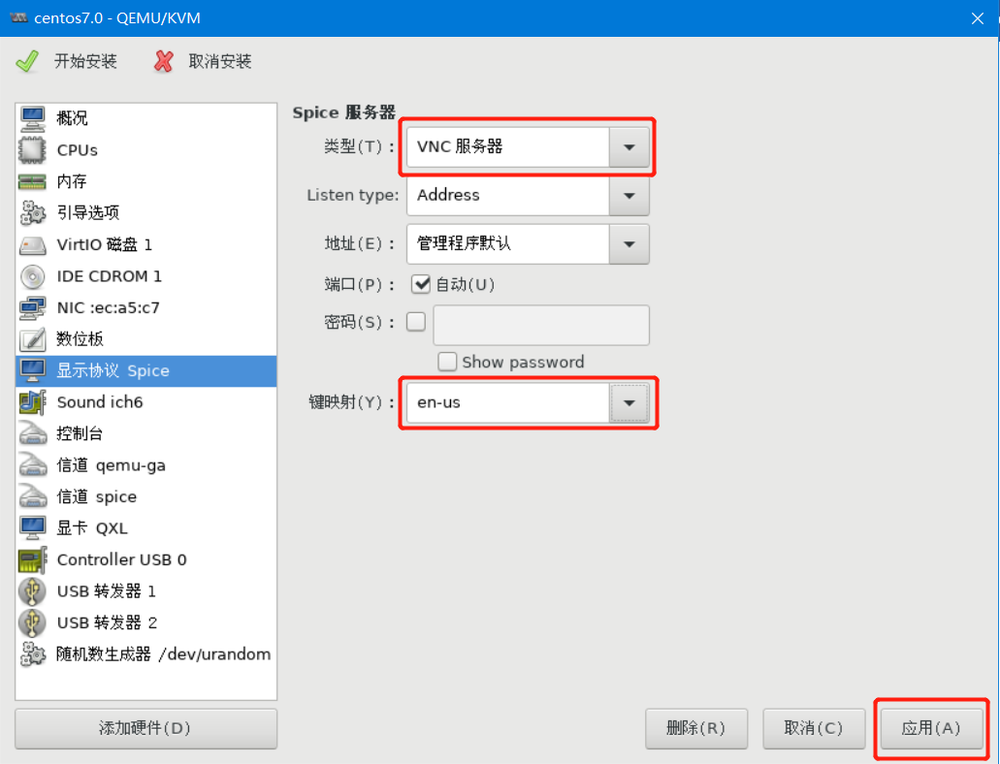 centos7.0 - QEMU/KVM
开始安装 取消安装
概况
CPUs
内存
引导选项
VirtIO 磁盘 1
IDE CDROM 1
NIC :ec:a5:c7
数位板
显示协议 Spice
Sound ich6
控制台
信道 qemu-ga
信道 spice
显卡 QXL
Controller USB 0
USB 转发器 1
USB 转发器 2
随机数生成器 /dev/urandom
添加硬件(D)
Spice 服务器
类型(T)： VNC 服务器
Listen type: Address
地址(E)： 管理程序默认
端口(P)： 自动(U)
密码(S)：
Show password
键映射(Y)： en-us
删除(R) 取消(C) 应用(A)